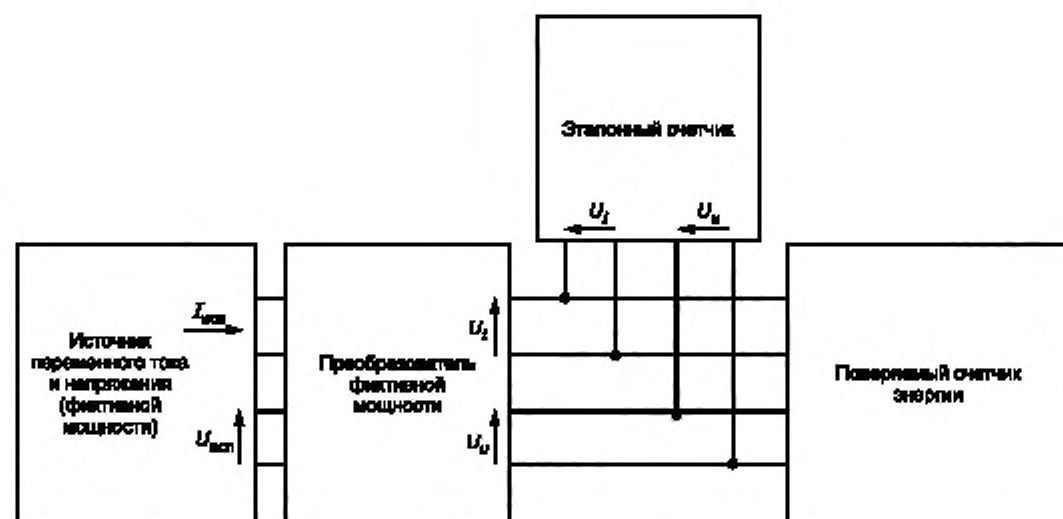 Эталонный счетчик
U_I
U_U
Источник
переменного тока
и напряжения
(фиктивной
мощности)
I_исп
U_исп
Преобразователь
фиктивной
мощности
U_I
U_U
Поверяемый счетчик
энергии